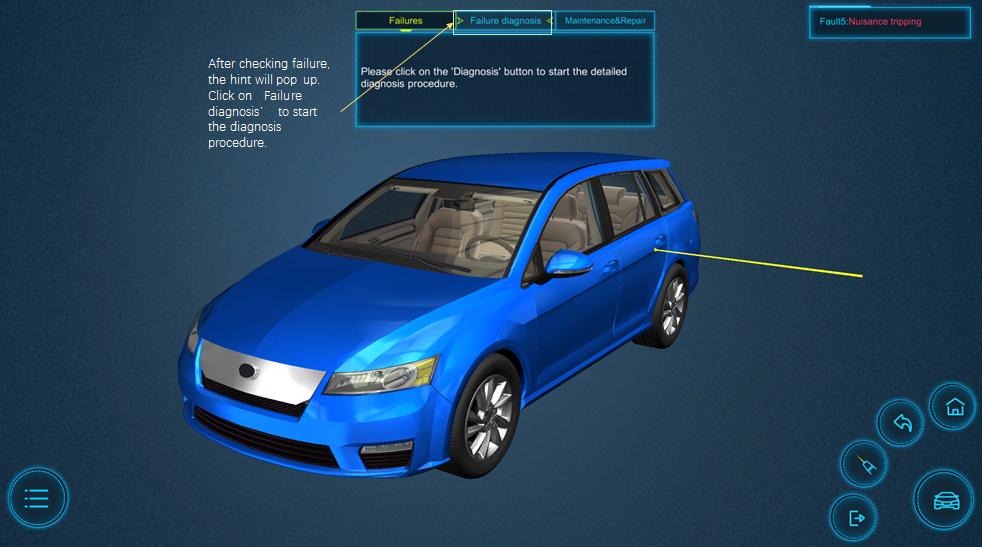 Failures
Failure diagnosis
Maintenance&Repair
Fault5:Nuisance tripping
Please click on the 'Diagnosis' button to start the detailed
diagnosis procedure.
After checking failure,
the hint will pop up.
Click on Failure
diagnosis’ to start
the diagnosis
procedure.